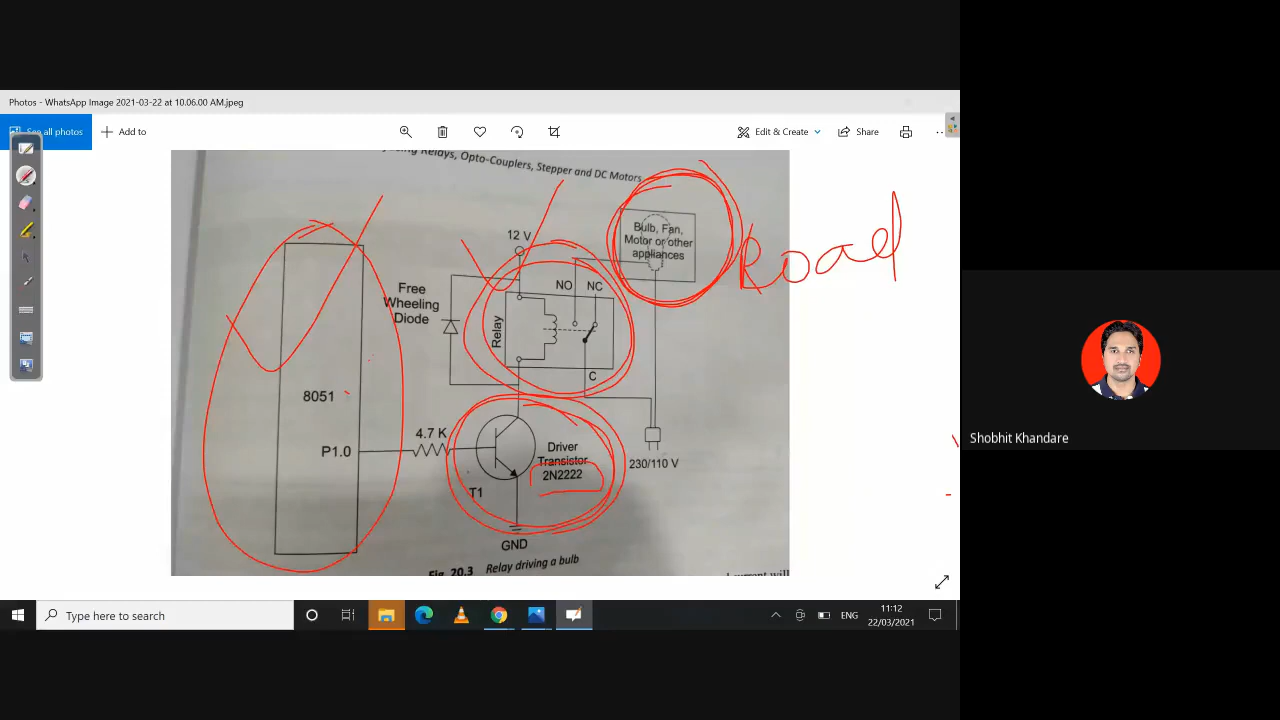 Photos - WhatsApp Image 2021-03-22 at 10.06.00 AM.jpeg
See all photos
Add to
Edit & Create
Share
Relays, Opto-Couplers, Stepper and DC Motors
Bulb, Fan,
Motor or other
appliances
Road
12 V
NO
NC
Free
Wheeling
Diode
Relay
C
8051
4.7 K
P1.0
Driver
Transistor
2N2222
T1
230/110 V
GND
Fig. 20.3 Relay driving a bulb
will
Shobhit Khandare
Type here to search
ENG
11:12
22/03/2021